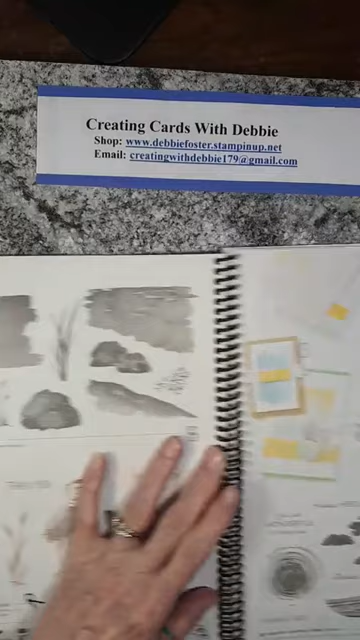 Creating Cards With Debbie
Shop: www.debbiefoster.stampinup.net
Email: creatingwithdebbie179@gmail.com